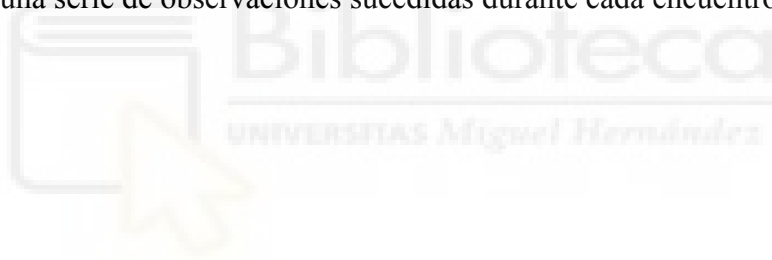 una serie de observaciones sucedidas durante cada encuentro
Biblioteca
UNIVERSITAS Miguel Hernández